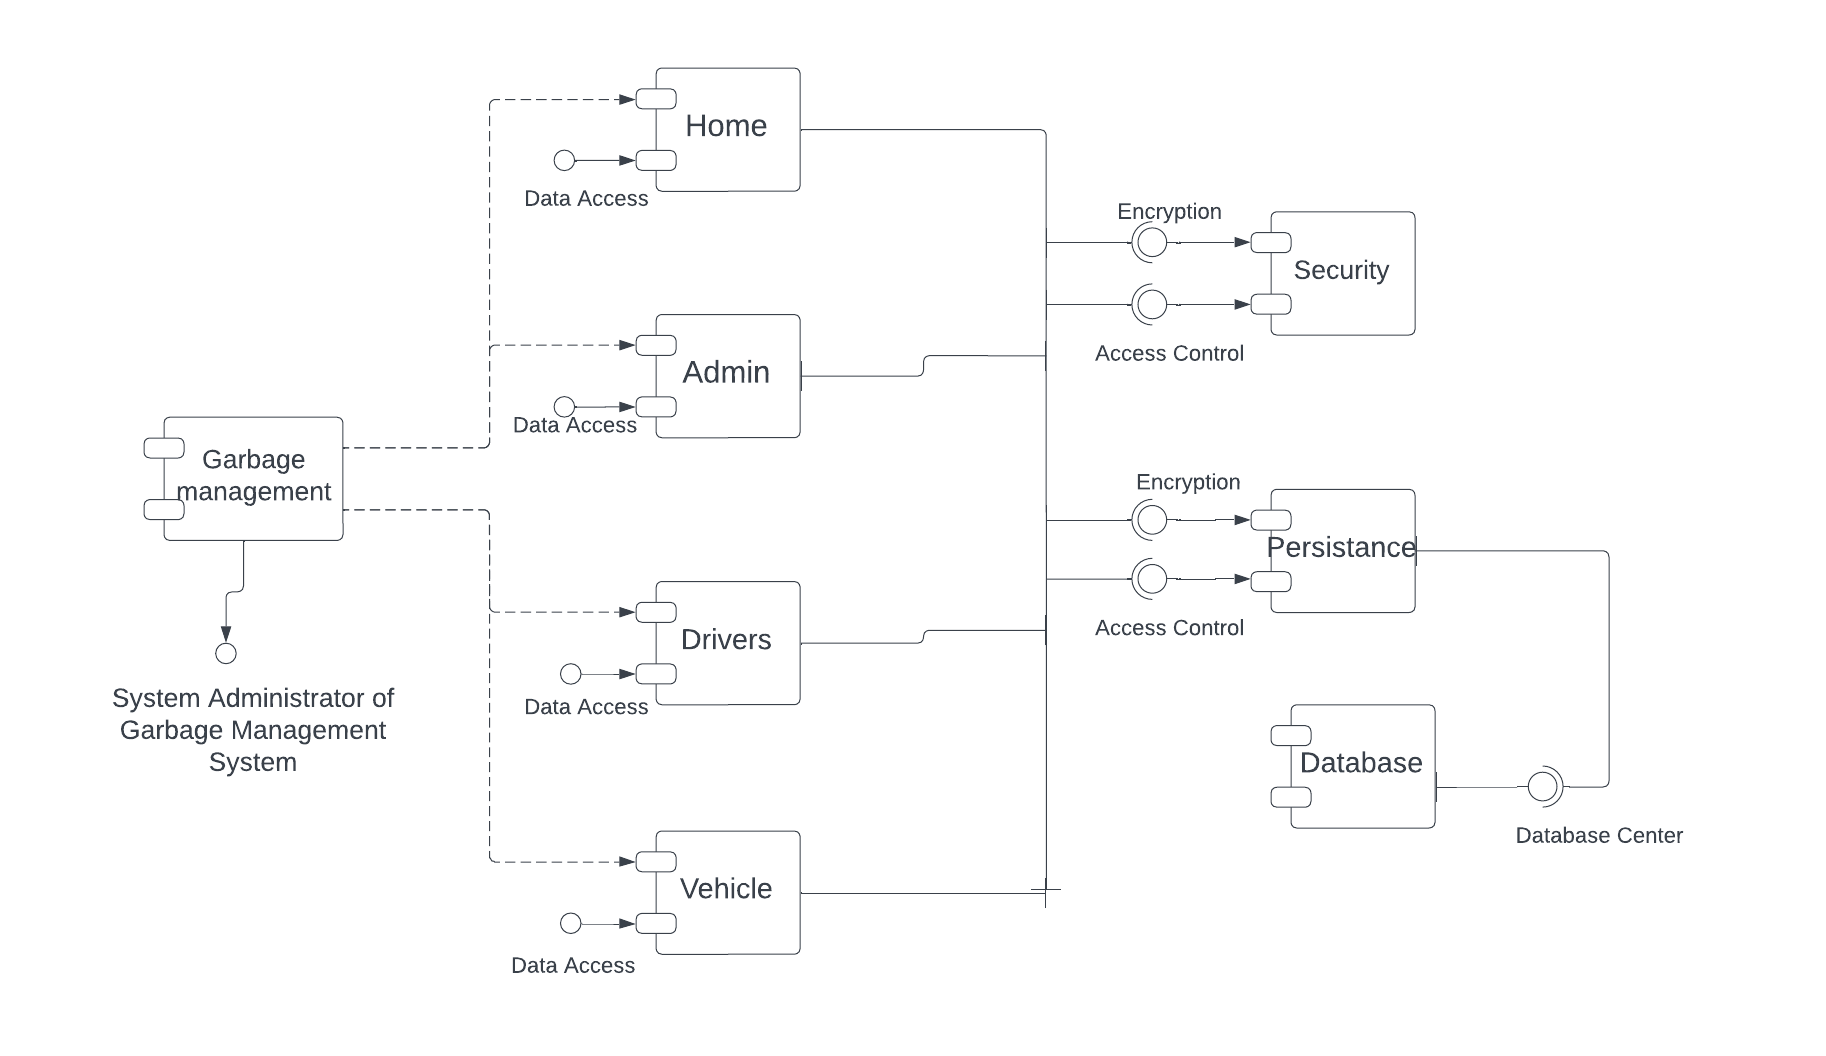 Home
Data Access
Encryption
Security
Access Control
Admin
Data Access
Garbage
management
Encryption
Persistance
Access Control
Drivers
Data Access
System Administrator of
Garbage Management
System
Database
Database Center
Vehicle
Data Access